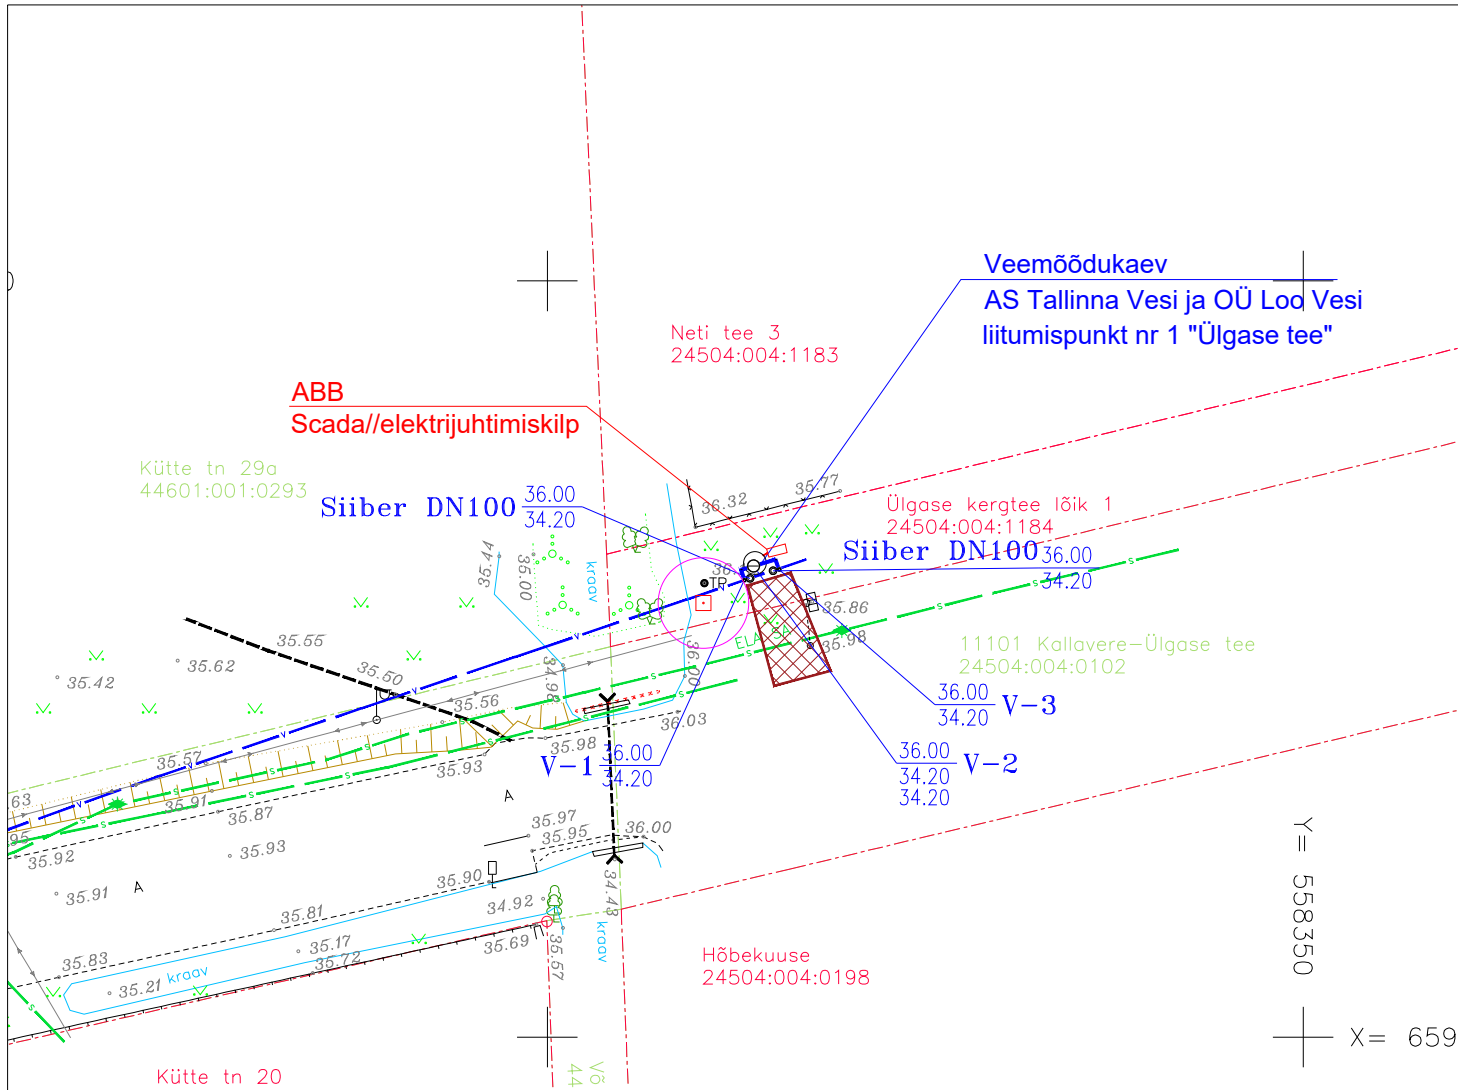 Veemõõdukaev
AS Tallinna Vesi ja OÜ Loo Vesi
liitumispunkt nr 1 "Ülgase tee"
Neti tee 3
24504:004:1183
ABB
Scada//elektrijuhtimiskilp
Kütte tn 29a
44601:001:0293
Siiber DN100 36.00
34.20
36.32
35.77
Ülgase kergtee lõik 1
24504:004:1184
Siiber DN100 36.00
34.20
35.44
36.00
kraav
TR
ELA SA
35.86
35.98
11101 Kallavere-Ülgase tee
24504:004:0102
35.55
35.62
35.50
35.42
34.98
36.00
35.56
36.03
36.00
34.20 V-3
35.57
35.98
35.93
V-1 36.00
34.20
36.00
34.20 V-2
34.20
63
35.91
35.87
A
35.97
35.95
36.00
95
35.92
35.93
35.91
A
35.90
34.92
34.43
35.81
35.17
35.72
35.69
35.57
kraav
35.83
35.21
kraav
Hõbekuuse
24504:004:0198
Y= 558350
X= 659
Kütte tn 20
Võ
44